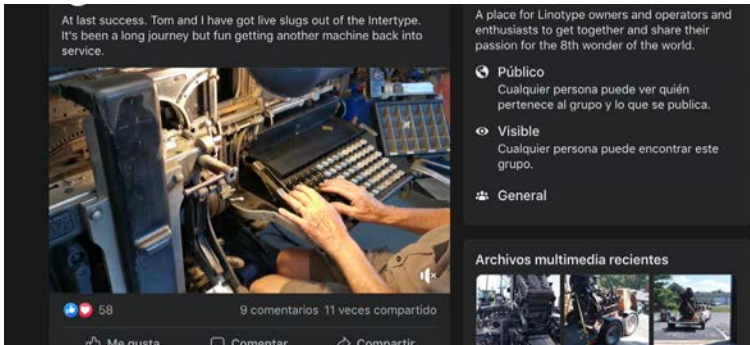 At last success. Tom and I have got live slugs out of the Intertype.
It's been a long journey but fun getting another machine back into
service.
58
9 comentarios 11 veces compartido
Me gusta
Comentar
Compartir
A place for Linotype owners and operators and
enthusiasts to get together and share their
passion for the 8th wonder of the world.
Público
Cualquier persona puede ver quién
pertenece al grupo y lo que se publica.
Visible
Cualquier persona puede encontrar este
grupo.
General
Archivos multimedia recientes